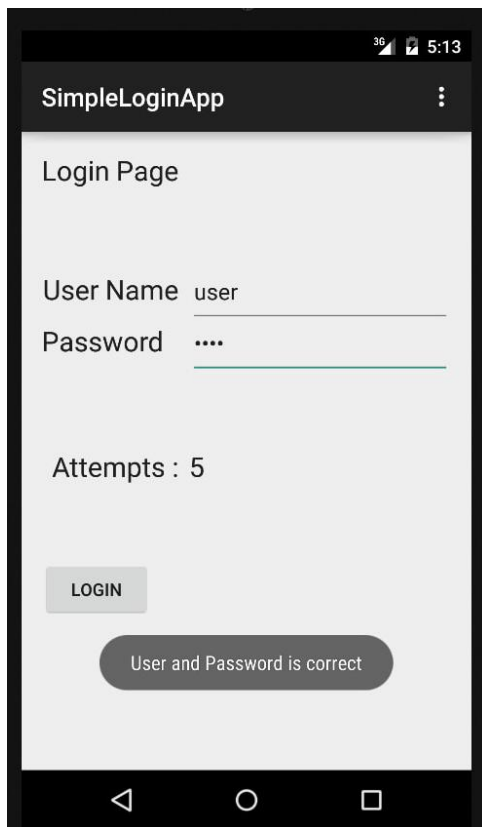 3G 5:13
SimpleLoginApp
Login Page
User Name user
Password ••••
Attempts : 5
LOGIN
User and Password is correct